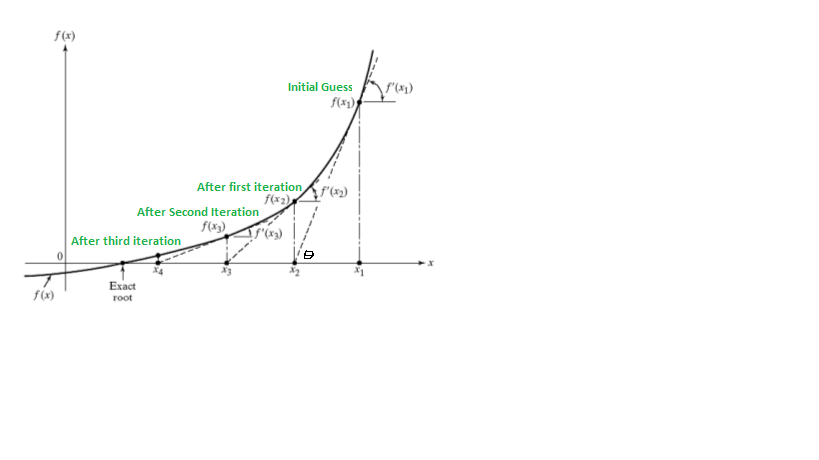 f(x)
Initial Guess
f'(x₁)
f(x₁)
After first iteration
f'(x₂)
f(x₂)
After Second Iteration
f(x₃)
f'(x₃)
After third iteration
0
θ
x₄
x₃
x₂
x₁
x
Exact
root
f(x)